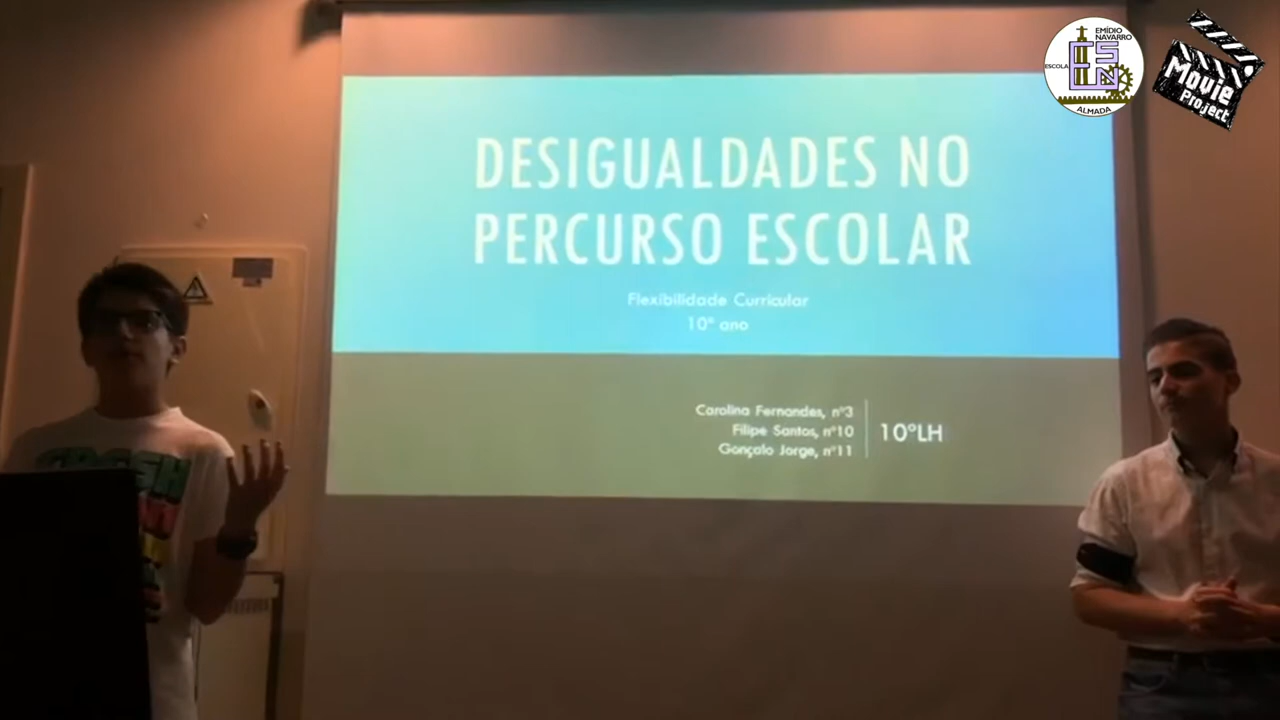 EMÍDIO
NAVARRO
ESCOLA
ESEN
ALMADA
Movie
Project
DESIGUALDADES NO
PERCURSO ESCOLAR
Flexibilidade Curricular
10º ano
Carolina Fernandes, nº3
Filipe Santos, nº10
Gonçalo Jorge, nº11
10ºLH